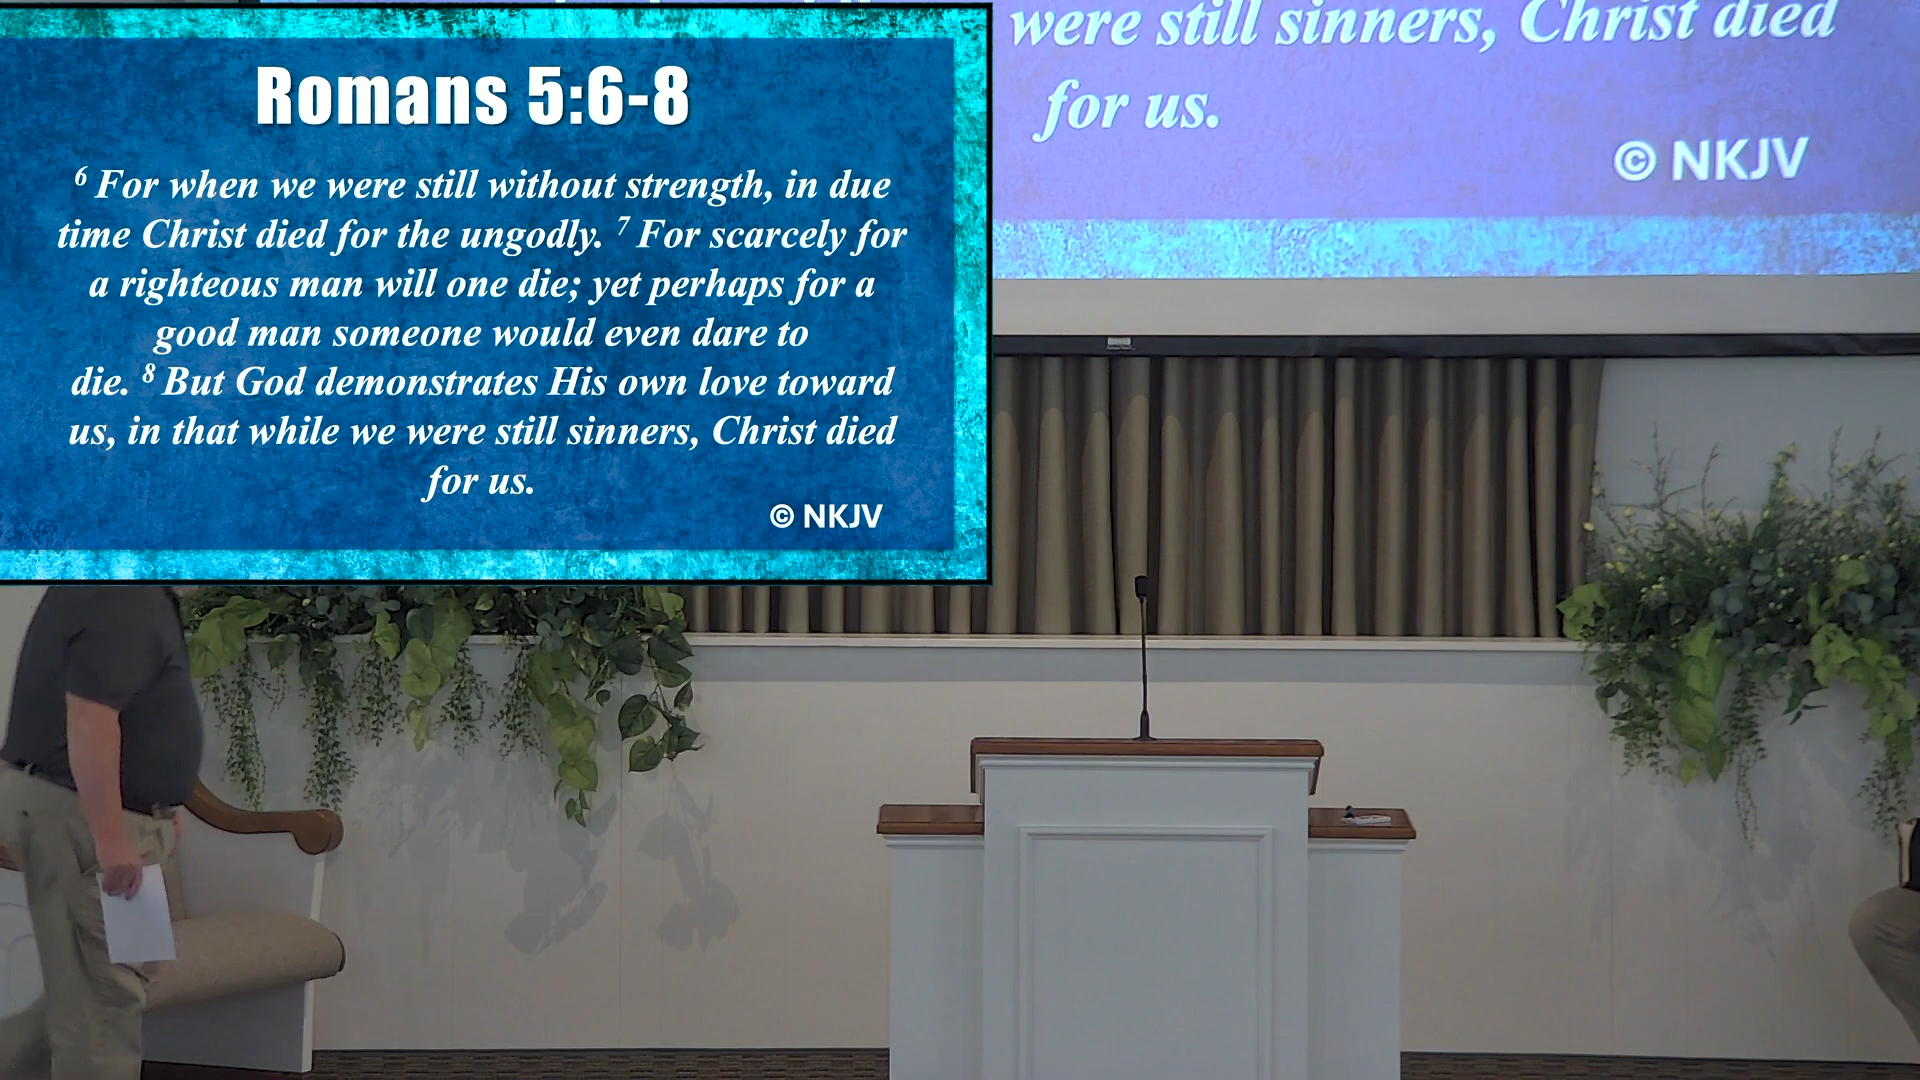 Romans 5:6-8
6 For when we were still without strength, in due
time Christ died for the ungodly. 7 For scarcely for
a righteous man will one die; yet perhaps for a
good man someone would even dare to
die. 8 But God demonstrates His own love toward
us, in that while we were still sinners, Christ died
for us.
© NKJV
were still sinners, Christ died
for us.
© NKJV